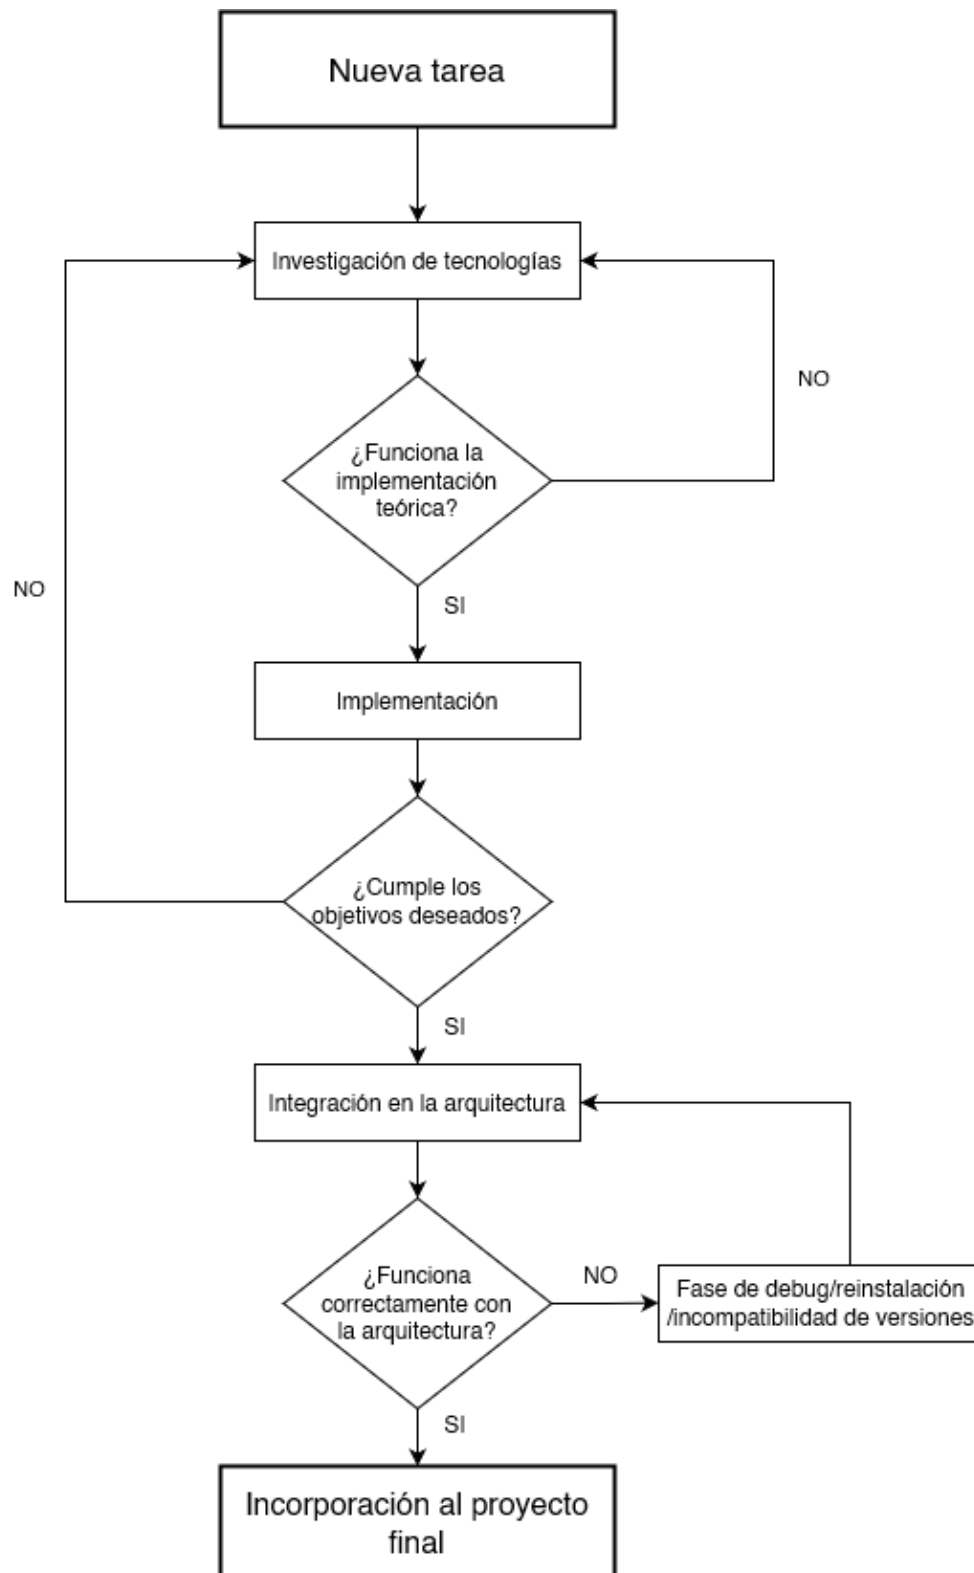 Nueva tarea
Investigación de tecnologías
NO
¿Funciona la
implementación
teórica?
NO
SI
Implementación
¿Cumple los
objetivos deseados?
SI
Integración en la arquitectura
¿Funciona
correctamente con
la arquitectura?
NO
Fase de debug/reinstalación
/incompatibilidad de versiones
SI
Incorporación al proyecto
final